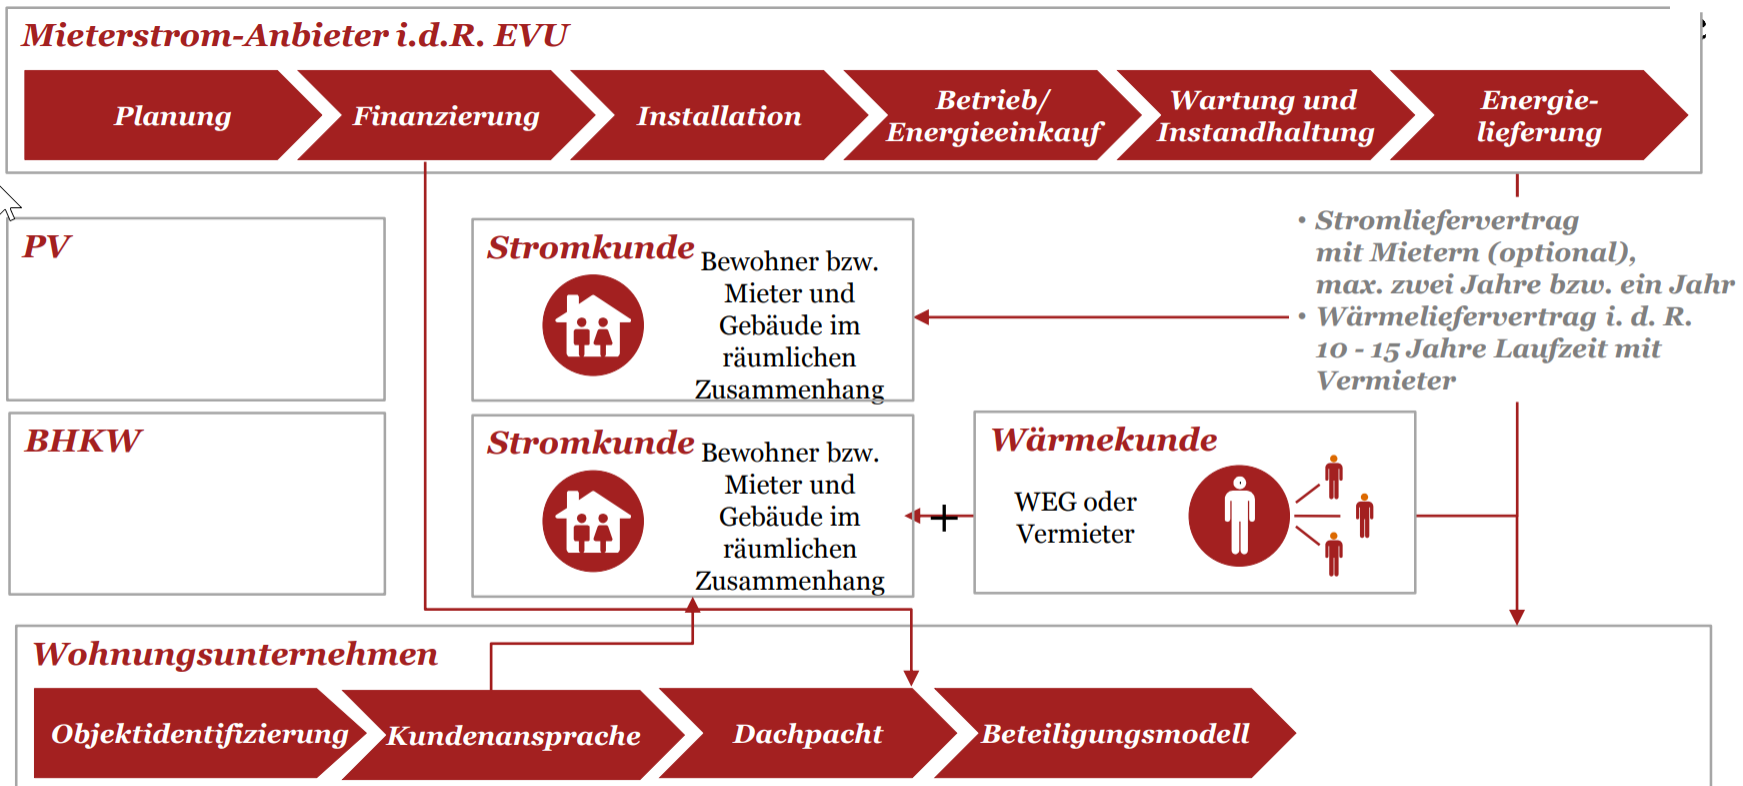 Mieterstrom-Anbieter i.d.R. EVU
Planung
Finanzierung
Installation
Betrieb/
Energieeinkauf
Wartung und
Instandhaltung
Energie-
lieferung
PV
Stromkunde
Bewohner bzw.
Mieter und
Gebäude im
räumlichen
Zusammenhang
• Stromliefervertrag
mit Mietern (optional),
max. zwei Jahre bzw. ein Jahr
• Wärmeliefervertrag i. d. R.
10 - 15 Jahre Laufzeit mit
Vermieter
BHKW
Stromkunde
Bewohner bzw.
Mieter und
Gebäude im
räumlichen
Zusammenhang
+
Wärmekunde
WEG oder
Vermieter
Wohnungsunternehmen
Objektidentifizierung
Kundenansprache
Dachpacht
Beteiligungsmodell